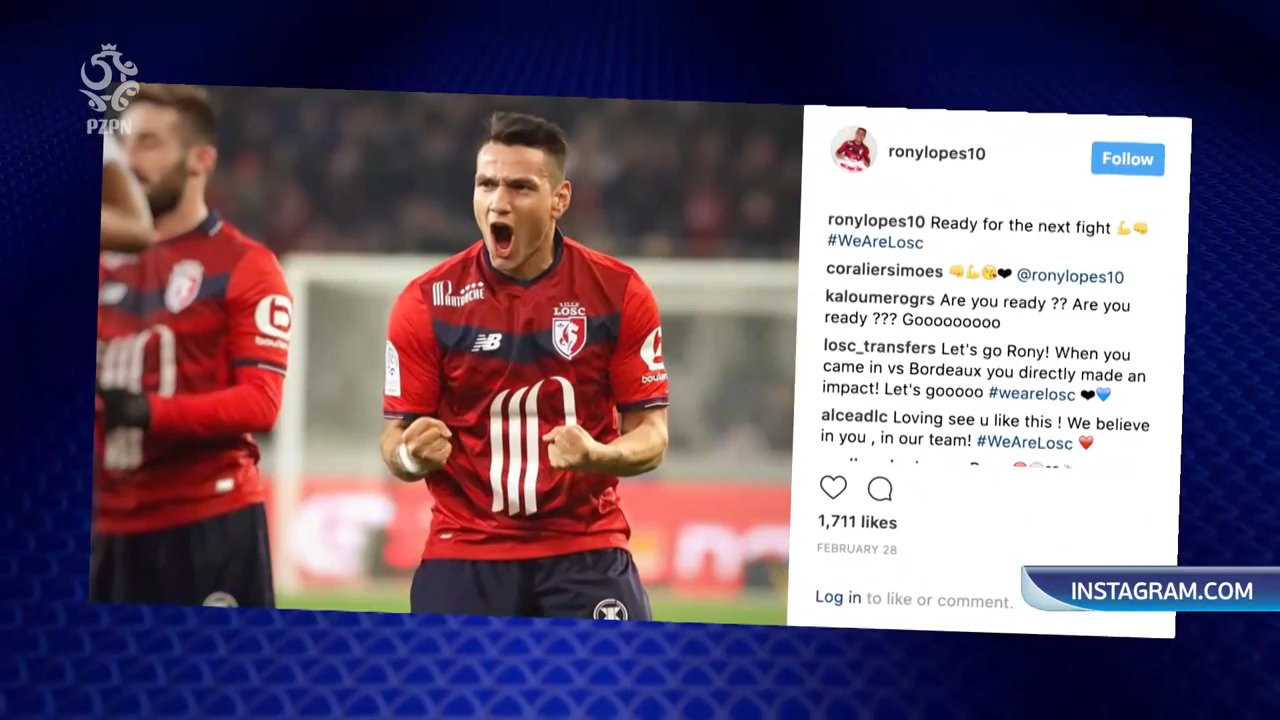 PZPN
ronylopes10
Follow
ronylopes10 Ready for the next fight 💪👊
#WeAreLosc
coraliersimoes 👊💪😘❤ @ronylopes10
kaloumerogrs Are you ready ?? Are you
ready ??? Gooooooooo
losc_transfers Let's go Rony! When you
came in vs Bordeaux you directly made an
impact! Let's gooooo #wearelosc ❤💙
alceadlc Loving see u like this ! We believe
in you , in our team! #WeAreLosc ❤
1,711 likes
FEBRUARY 28
Log in to like or comment.
INSTAGRAM.COM
PARTOUCHE
LILLE
LOSC
NB